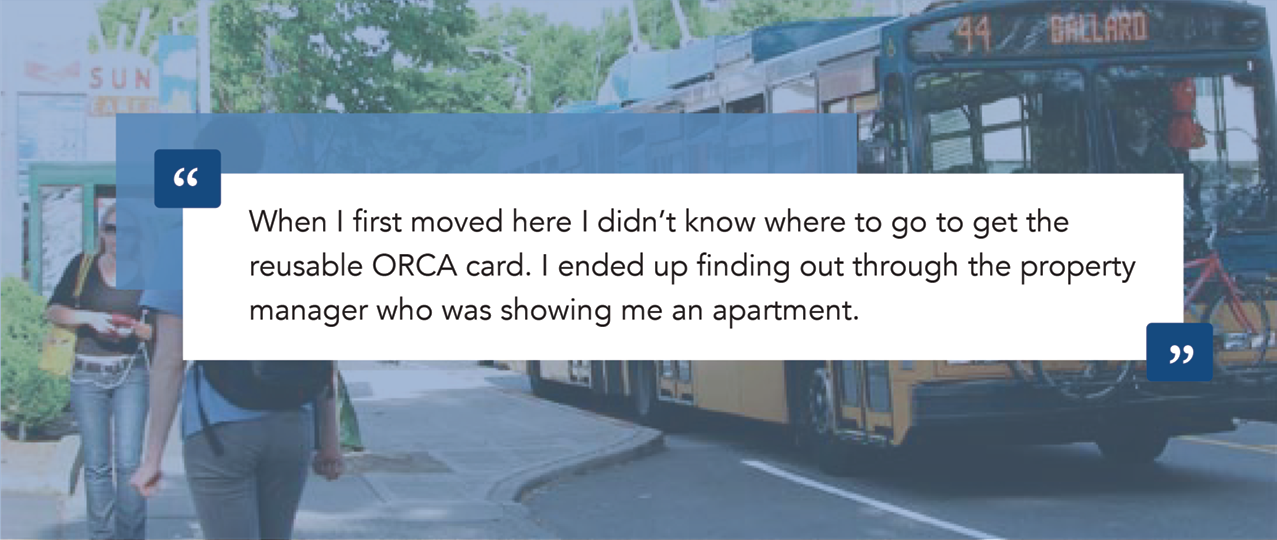 44 BALLARD
SUN
“
When I first moved here I didn’t know where to go to get the
reusable ORCA card. I ended up finding out through the property
manager who was showing me an apartment.
”